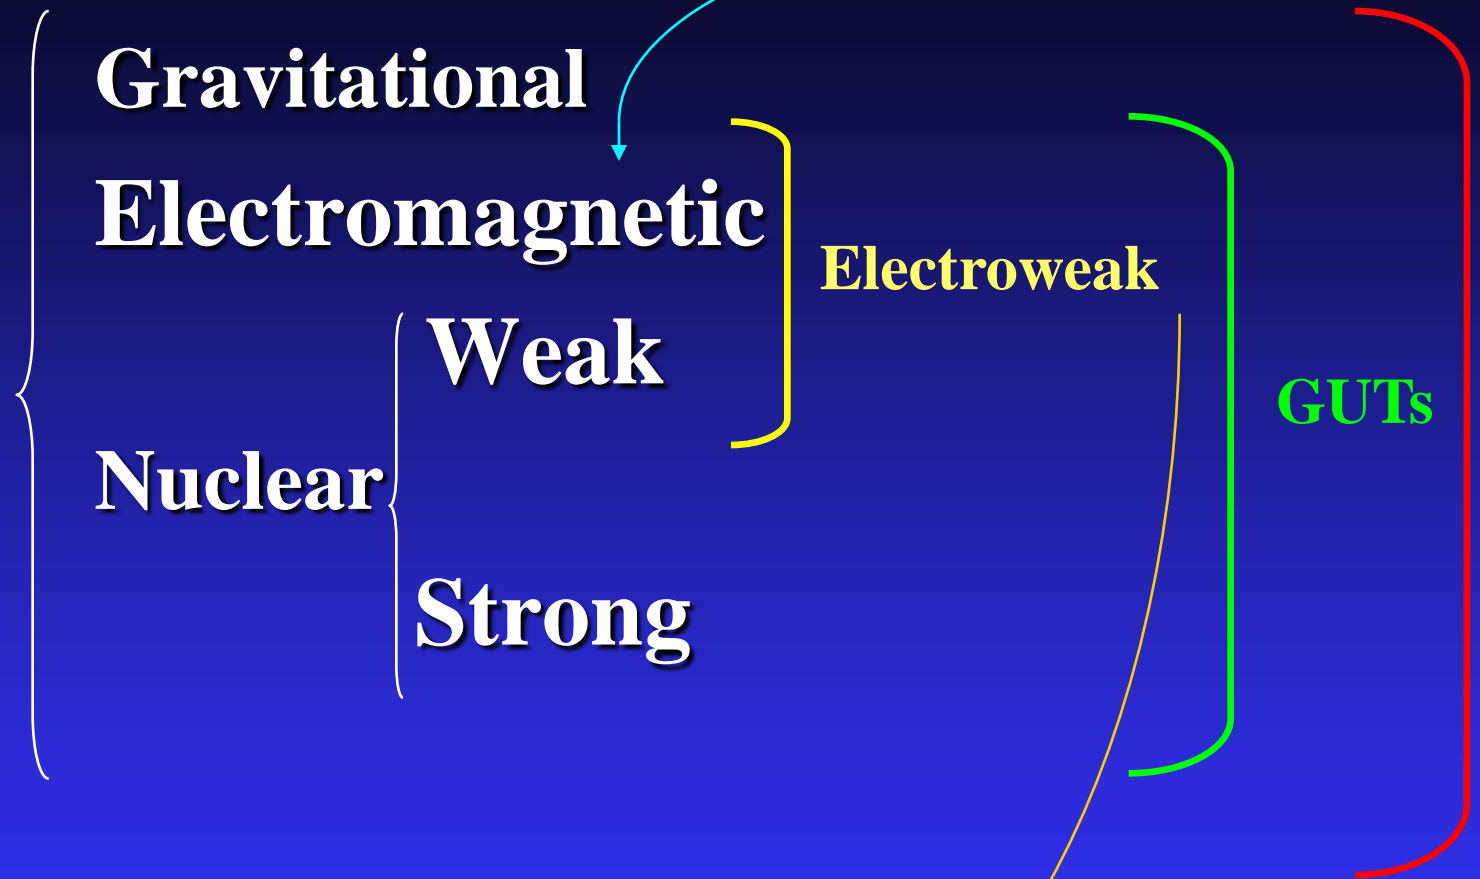 Gravitational
Electromagnetic
Electroweak
Weak
GUTs
Nuclear
Strong